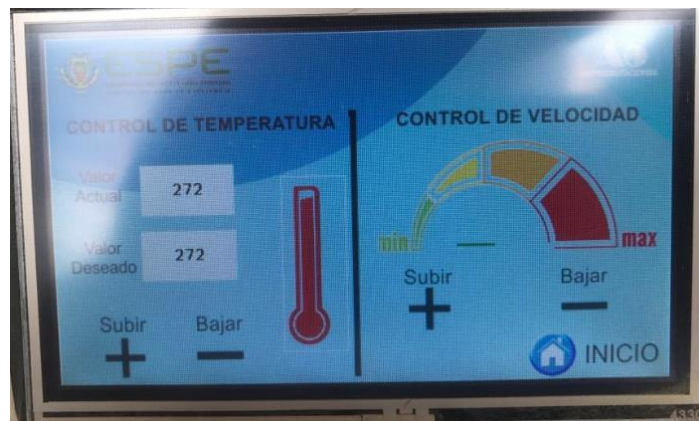 ESPE
CONTROL DE TEMPERATURA
Valor
Actual
272
Valor
Deseado
272
Subir
Bajar
CONTROL DE VELOCIDAD
min
max
Subir
Bajar
INICIO
4330